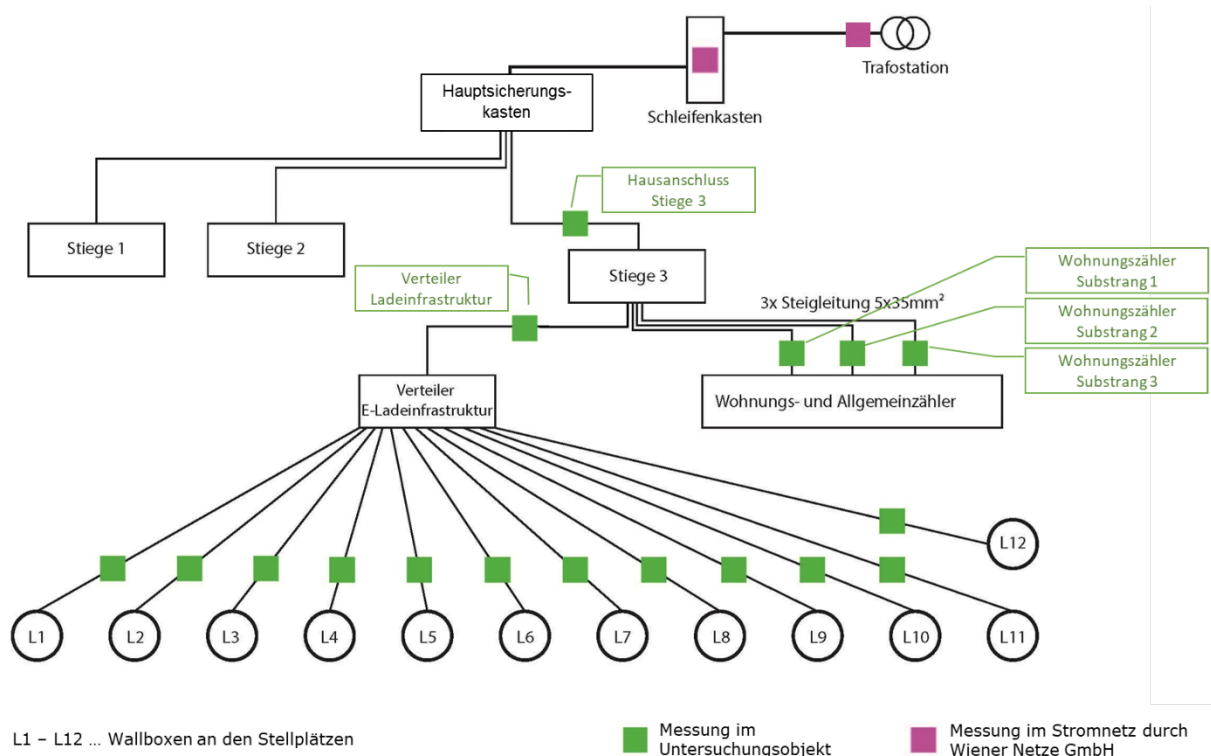 Trafostation
Hauptsicherungs-
kasten
Schleifenkasten
Hausanschluss
Stiege 3
Stiege 1
Stiege 2
Stiege 3
Verteiler
Ladeinfrastruktur
3x Steigleitung 5x35mm²
Wohnungszähler
Substrang 1
Wohnungszähler
Substrang 2
Wohnungszähler
Substrang 3
Verteiler
E-Ladeinfrastruktur
Wohnungs- und Allgemeinzähler
L12
L1
L2
L3
L4
L5
L6
L7
L8
L9
L10
L11
L1 – L12 ... Wallboxen an den Stellplätzen
Messung im
Untersuchungsobjekt
Messung im Stromnetz durch
Wiener Netze GmbH